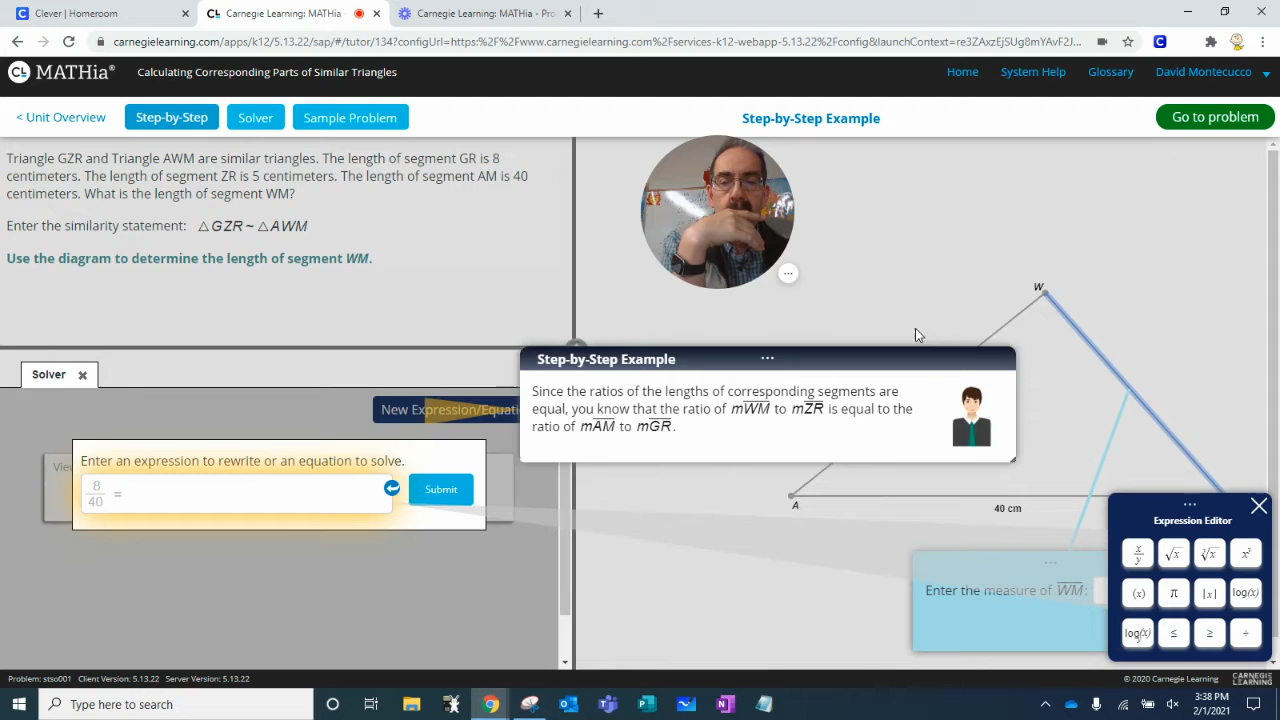 Clever | Homeroom
Carnegie Learning: MATHia -
Carnegie Learning: MATHia - Pro
carnegielearning.com/apps/k12/5.13.22/sap/#/tutor/134?configUrl=https:%2F%2Fwww.carnegielearning.com%2Fservices-k12-webapp-5.13.22%2Fconfig&launchContext=re3ZAxzEjSUg8mYAvF2J...
CL MATHia®
Calculating Corresponding Parts of Similar Triangles
Home
System Help
Glossary
David Montecucco
< Unit Overview
Step-by-Step
Solver
Sample Problem
Step-by-Step Example
Go to problem
Triangle GZR and Triangle AWM are similar triangles. The length of segment GR is 8
centimeters. The length of segment ZR is 5 centimeters. The length of segment AM is 40
centimeters. What is the length of segment WM?
Enter the similarity statement: △GZR ~ △AWM
Use the diagram to determine the length of segment WM.
W
Solver
Step-by-Step Example
Since the ratios of the lengths of corresponding segments are
equal, you know that the ratio of mWM to mZR is equal to the
ratio of mAM to mGR.
New Expression/Equati
Enter an expression to rewrite or an equation to solve.
View
8/40 =
Submit
A
40 cm
Enter the measure of WM:
Expression Editor
x/y √x ∛x x³
(x) π |x| log(x)
≤ ≥ ÷
Problem: stso001 Client Version: 5.13.22 Server Version: 5.13.22
© 2020 Carnegie Learning
CARNEGIE
LEARNING
Type here to search
3:38 PM
2/1/2021